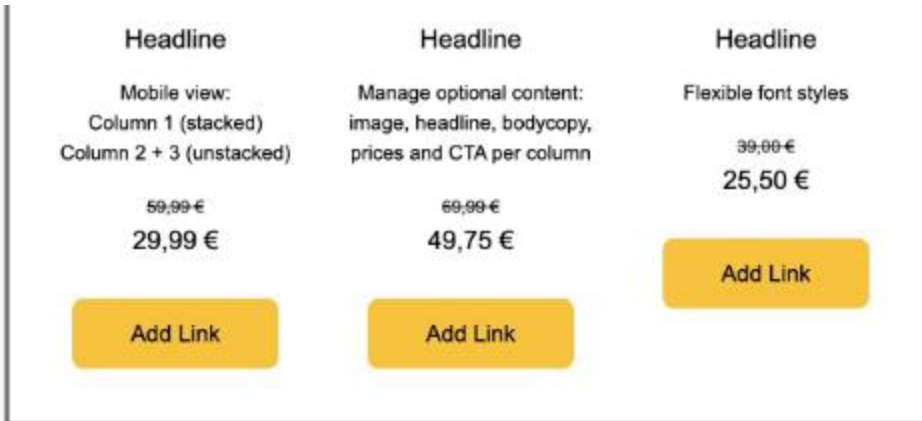 Headline
Mobile view:
Column 1 (stacked)
Column 2 + 3 (unstacked)
59,99 €
29,99 €
Add Link
Headline
Manage optional content:
image, headline, bodycopy,
prices and CTA per column
69,99 €
49,75 €
Add Link
Headline
Flexible font styles
39,00 €
25,50 €
Add Link